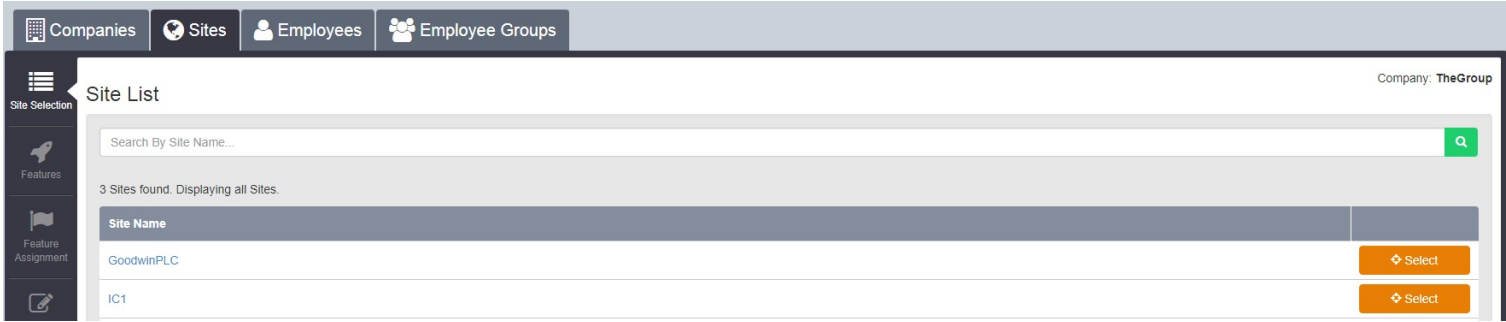 Companies
Sites
Employees
Employee Groups
Site Selection
Features
Feature
Assignment
Company: TheGroup
Site List
Search By Site Name...
3 Sites found. Displaying all Sites.
Site Name
GoodwinPLC
Select
IC1
Select